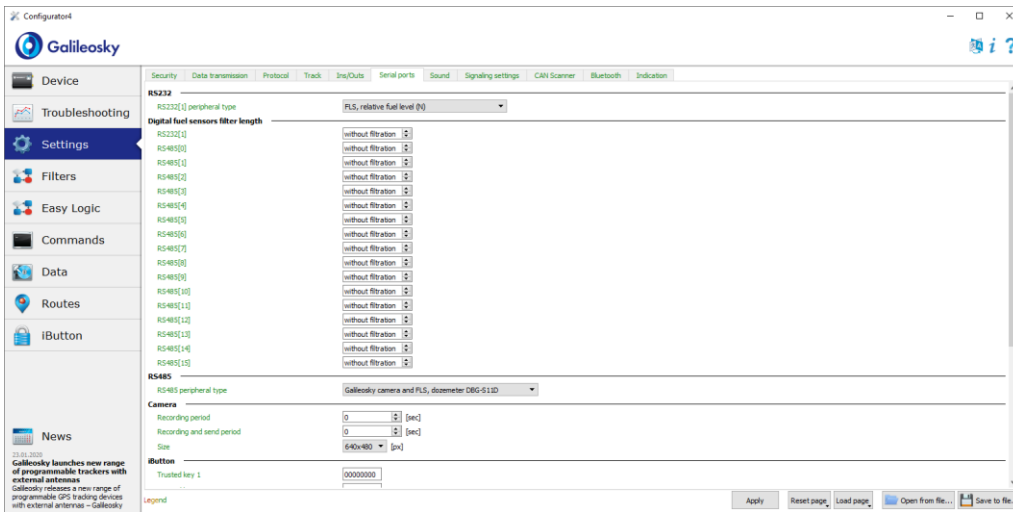 Configurator4
Galileosky
Device
Troubleshooting
Settings
Filters
Easy Logic
Commands
Data
Routes
iButton
News
23.01.2020
Galileosky launches new range
of programmable trackers with
external antennas
Galileosky releases a new range of
programmable GPS tracking devices
with external antennas – Galileosky
Security Data transmission Protocol Track Ins/Outs Serial ports Sound Signaling settings CAN Scanner Bluetooth Indication
RS232
RS232[1] peripheral type FLS, relative fuel level (N)
Digital fuel sensors filter length
RS232[1] without filtration
RS485[0] without filtration
RS485[1] without filtration
RS485[2] without filtration
RS485[3] without filtration
RS485[4] without filtration
RS485[5] without filtration
RS485[6] without filtration
RS485[7] without filtration
RS485[8] without filtration
RS485[9] without filtration
RS485[10] without filtration
RS485[11] without filtration
RS485[12] without filtration
RS485[13] without filtration
RS485[14] without filtration
RS485[15] without filtration
RS485
RS485 peripheral type Galileosky camera and FLS, dozemeter DBG-S11D
Camera
Recording period 0 [sec]
Recording and send period 0 [sec]
Size 640x480 [px]
iButton
Trusted key 1 00000000
Legend
Apply Reset page Load page Open from file... Save to file.